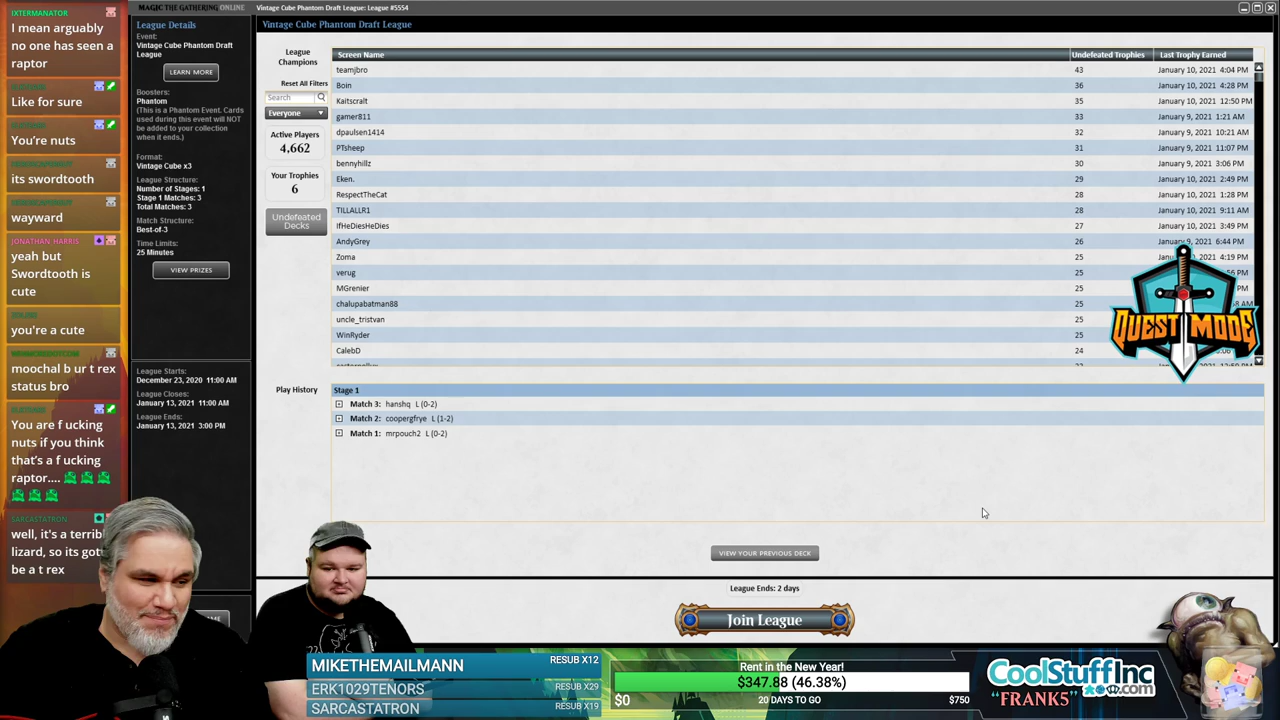 IXTERMANATOR
I mean arguably
no one has seen a
raptor
Like for sure
You're nuts
its swordtooth
wayward
JONATHAN HARRIS
yeah but
Swordtooth is
cute
you're a cute
moochal b ur t rex
status bro
You are f ucking
nuts if you think
that's a f ucking
raptor....
SARCASTATRON
well, it's a terrib
lizard, so its got
be a t rex
MAGIC THE GATHERING ONLINE
Vintage Cube Phantom Draft League: League #5554
League Details
Event:
Vintage Cube Phantom Draft
League
LEARN MORE
Boosters:
Phantom
(This is a Phantom Event. Cards
used during this event will NOT
be added to your collection
when it ends.)
Format:
Vintage Cube x3
League Structure:
Number of Stages: 1
Stage 1 Matches: 3
Total Matches: 3
Match Structure:
Best-of-3
Time Limits:
25 Minutes
VIEW PRIZES
League Starts:
December 23, 2020 11:00 AM
League Closes:
January 13, 2021 11:00 AM
League Ends:
January 13, 2021 3:00 PM
Vintage Cube Phantom Draft League
League
Champions
Reset All Filters
Search
Everyone
Active Players
4,662
Your Trophies
6
Undefeated
Decks
Screen Name Undefeated Trophies Last Trophy Earned
teamjbro 43 January 10, 2021 4:04 PM
Boin 36 January 10, 2021 4:28 PM
Kaitscralt 35 January 10, 2021 12:50 PM
gamer811 33 January 9, 2021 1:21 AM
dpaulsen1414 32 January 9, 2021 10:21 AM
PTsheep 31 January 9, 2021 11:07 PM
bennyhillz 30 January 9, 2021 3:06 PM
Eken. 29 January 10, 2021 2:49 PM
RespectTheCat 28 January 10, 2021 1:28 PM
TILLALLR1 28 January 10, 2021 9:11 AM
IfHeDiesHeDies 27 January 10, 2021 3:49 PM
AndyGrey 26 January 9, 2021 6:44 PM
Zoma 25 4:19 PM
verug 25 PM
MGrenier 25 PM
chalupabatman88 25 AM
uncle_tristvan 25
WinRyder 25
CalebD 24
QUEST MODE
Play History
Stage 1
Match 3: hanshq L (0-2)
Match 2: coopergfrye L (1-2)
Match 1: mrpouch2 L (0-2)
VIEW YOUR PREVIOUS DECK
League Ends: 2 days
Join League
MIKETHEMAILMANN RESUB X12
ERK1029TENORS RESUB X29
SARCASTATRON RESUB X19
Rent in the New Year!
$347.88 (46.38%)
$0 20 DAYS TO GO $750
CoolStuffInc
.com
"FRANK5"